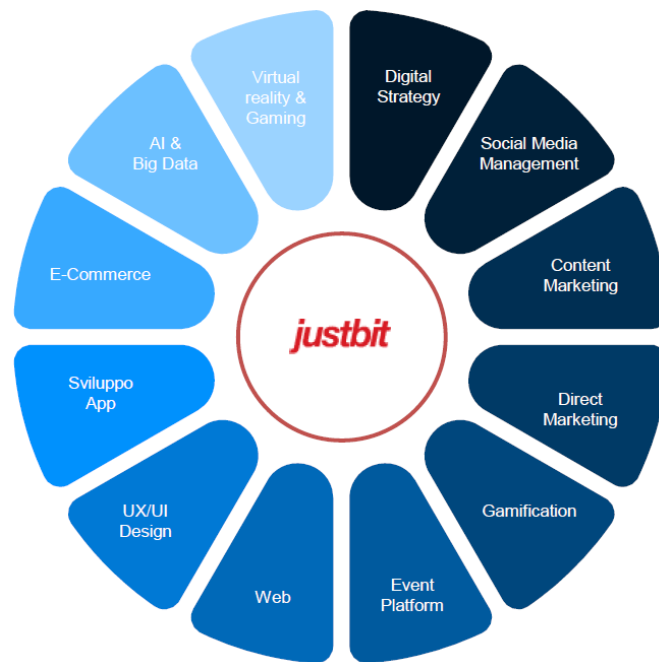 Digital
Strategy
Social Media
Management
Content
Marketing
Direct
Marketing
Gamification
Event
Platform
Web
UX/UI
Design
Sviluppo
App
E-Commerce
AI &
Big Data
Virtual
reality &
Gaming
justbit